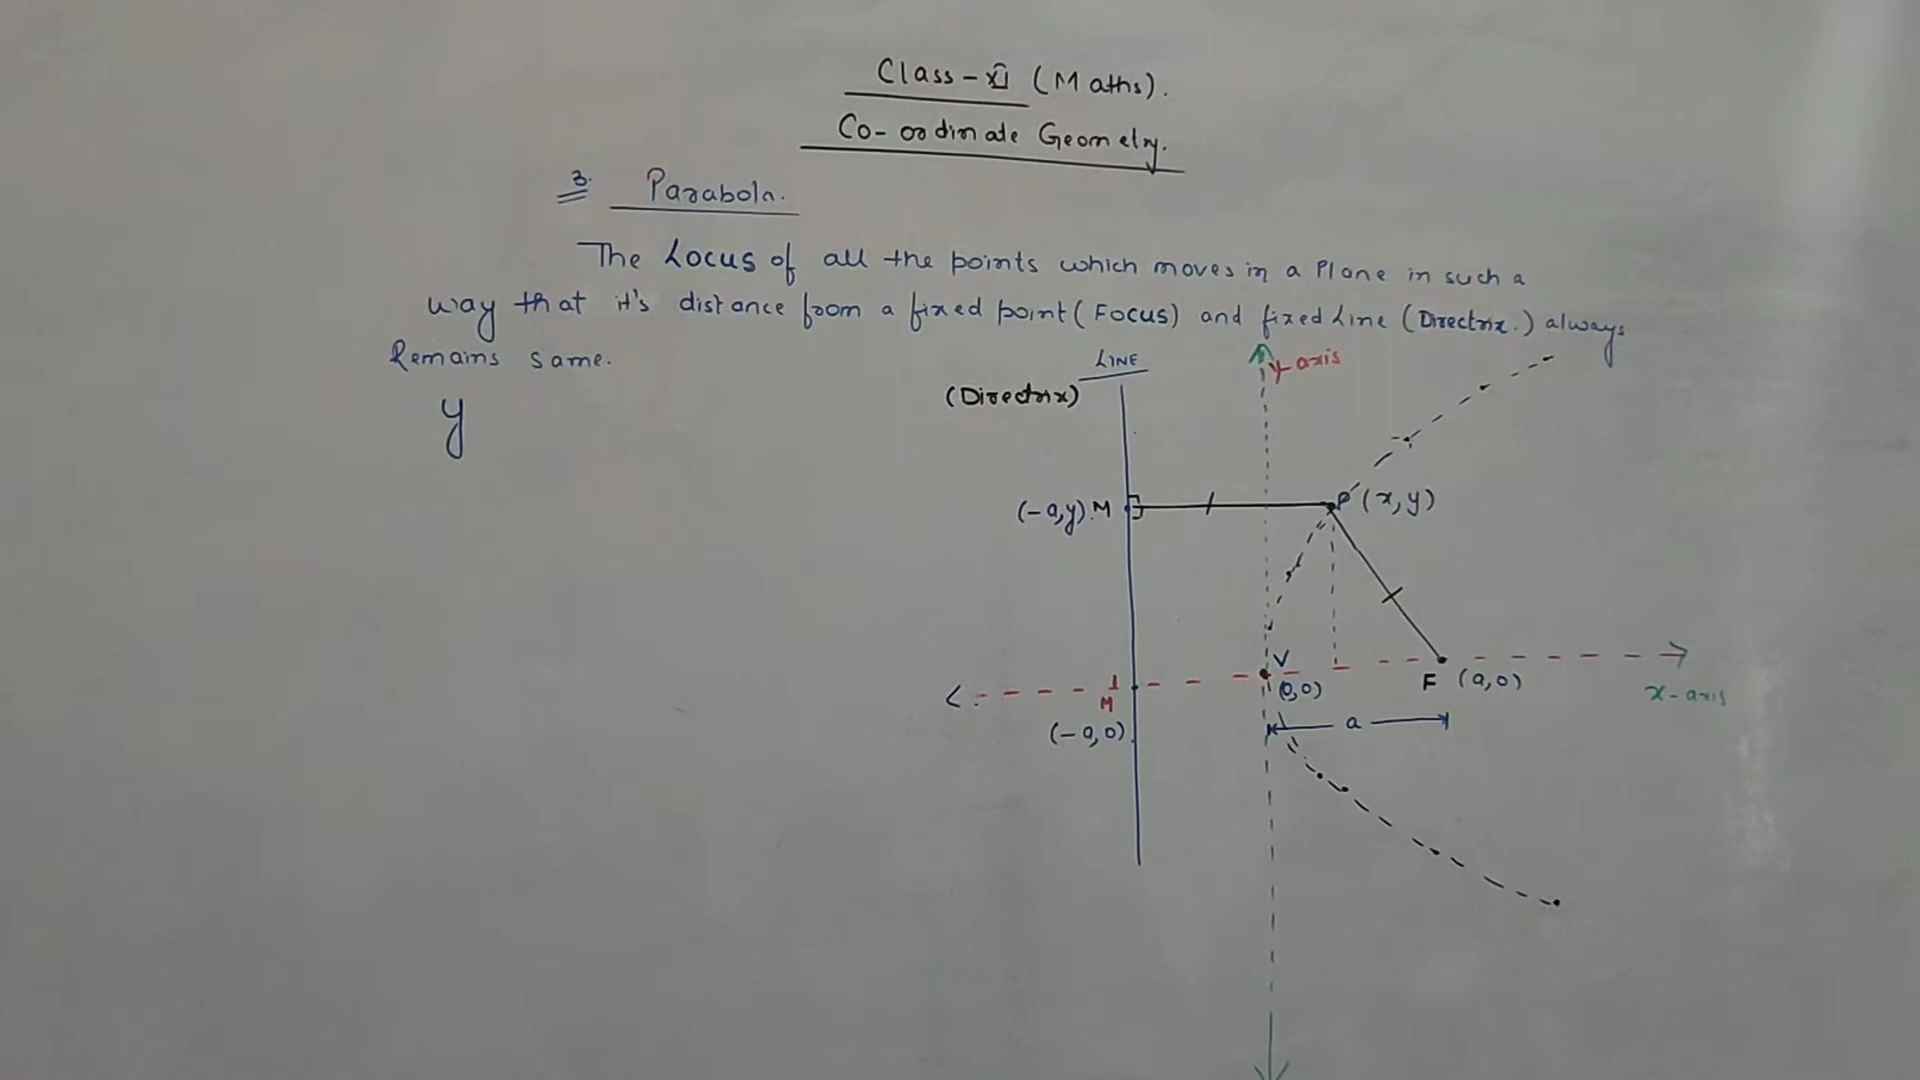 Class-XI (Maths).
Co-ordinate Geometry.
3. Parabola.
The Locus of all the points which moves in a Plane in such a
way that it's distance from a fixed point (Focus) and fixed Line (Directrix.) always
Remains same.
y
LINE
(Directrix)
y-axis
(-a,y) M
P (x,y)
V
(0,0)
F (a,0)
x-axis
M
(-a,0)
a